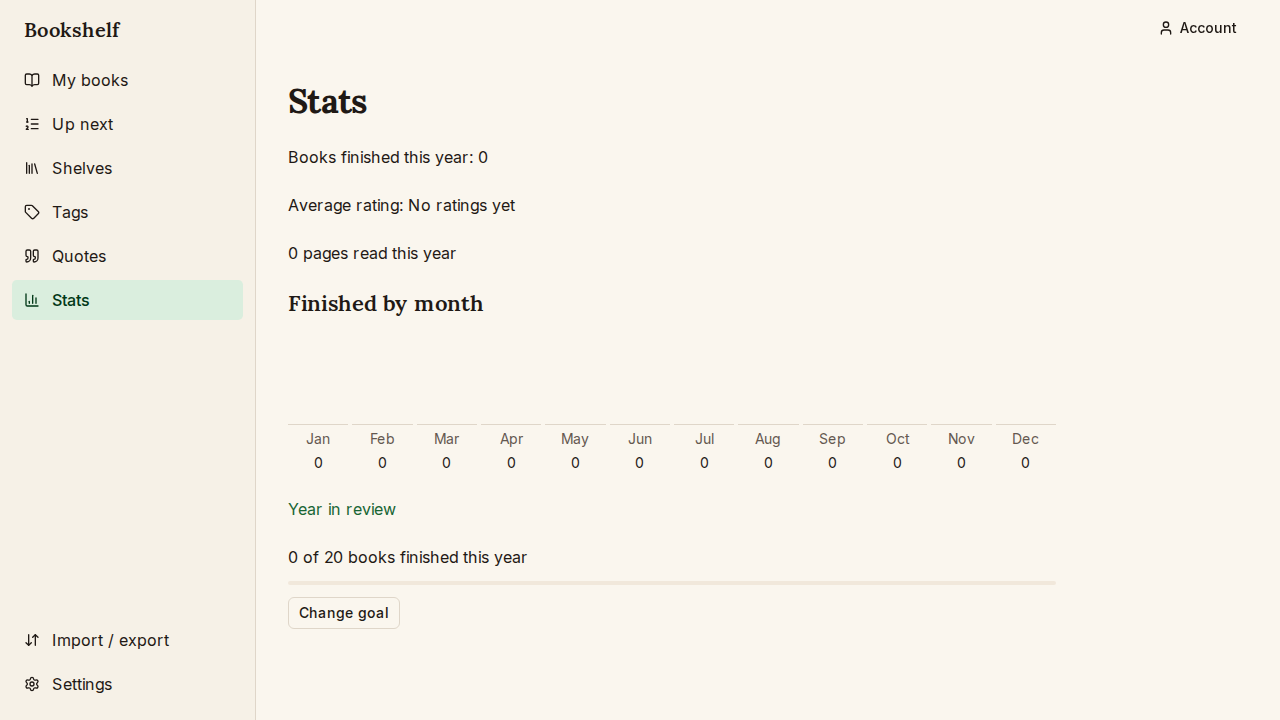 Bookshelf
My books
Up next
Shelves
Tags
Quotes
Stats
Import / export
Settings
Account
Stats
Books finished this year: 0
Average rating: No ratings yet
0 pages read this year
Finished by month
Jan Feb Mar Apr May Jun Jul Aug Sep Oct Nov Dec
0 0 0 0 0 0 0 0 0 0 0 0
Year in review
0 of 20 books finished this year
Change goal